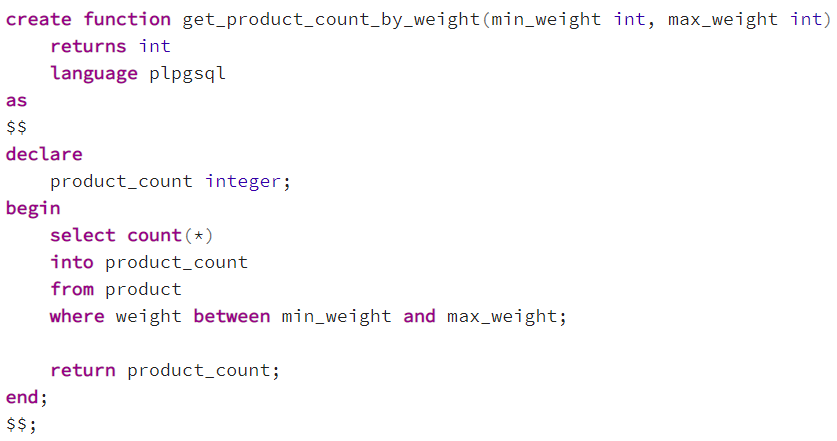 create function get_product_count_by_weight(min_weight int, max_weight int)
    returns int
    language plpgsql
as
$$
declare
    product_count integer;
begin
    select count(*)
    into product_count
    from product
    where weight between min_weight and max_weight;

    return product_count;
end;
$$;